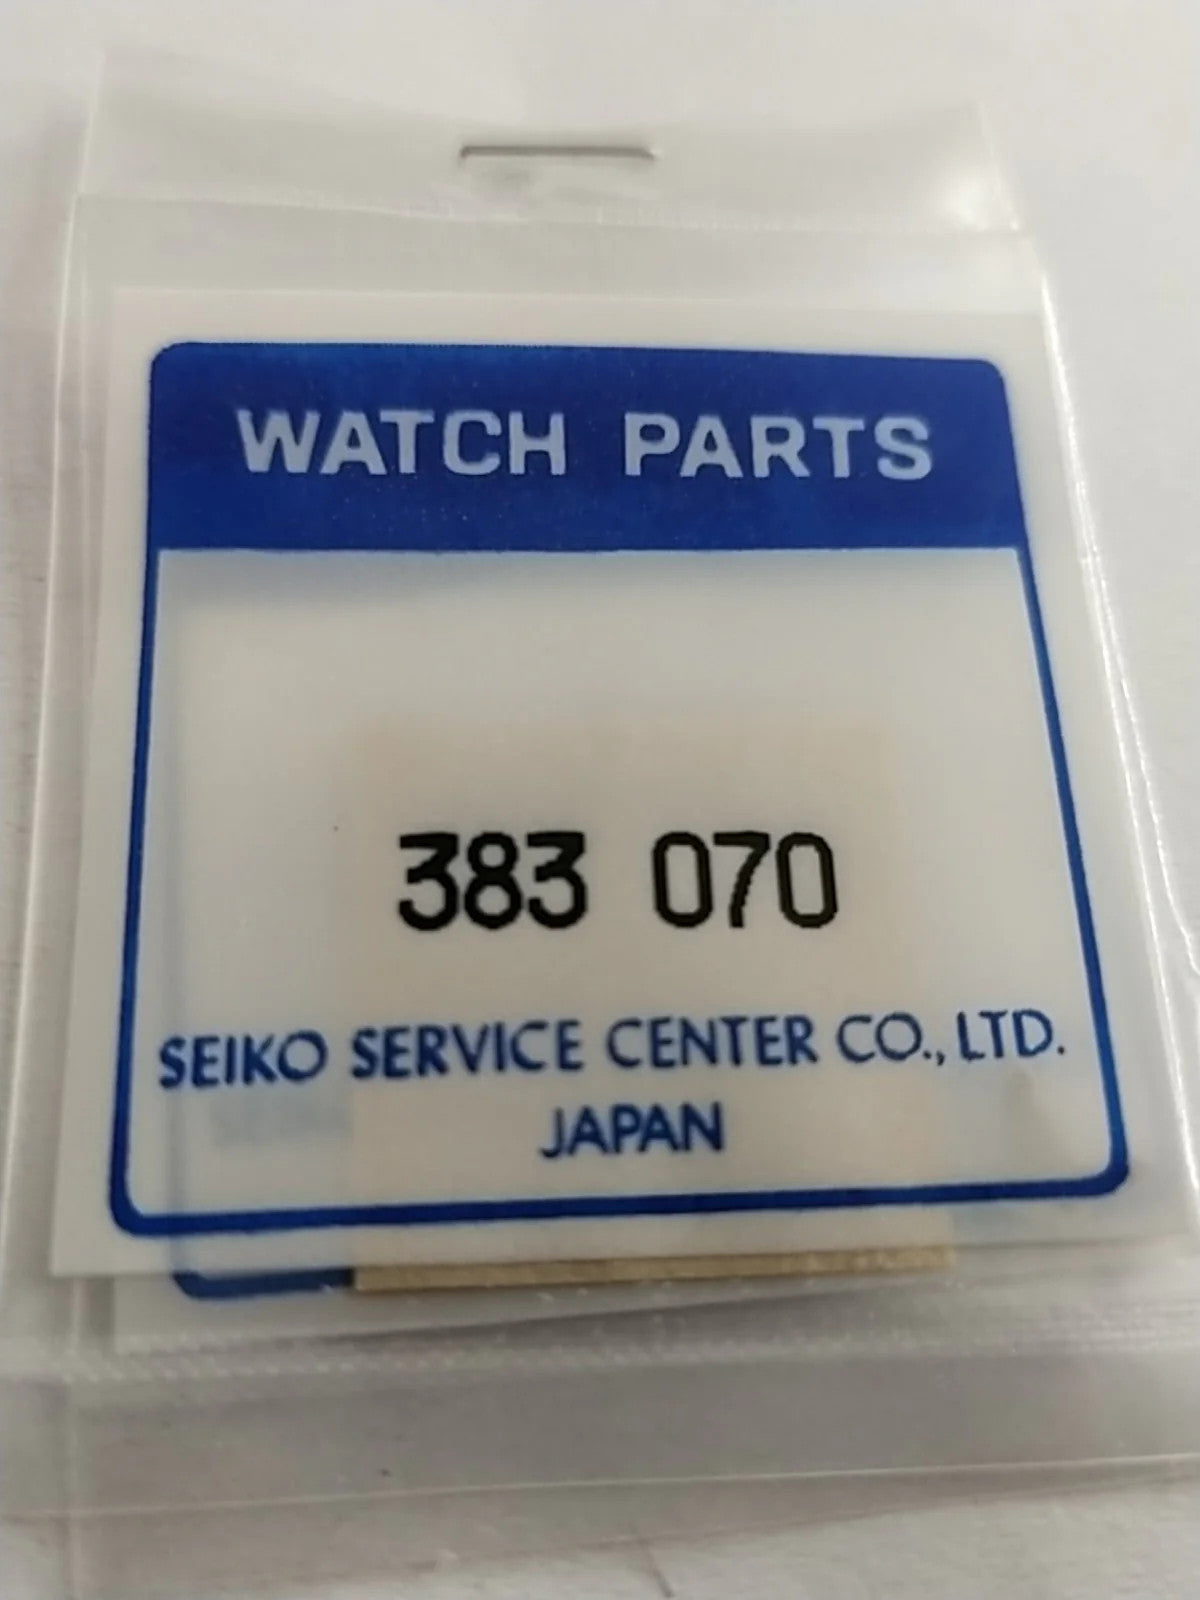 WATCH PARTS
383 070
SEIKO SERVICE CENTER CO., LTD.
JAPAN